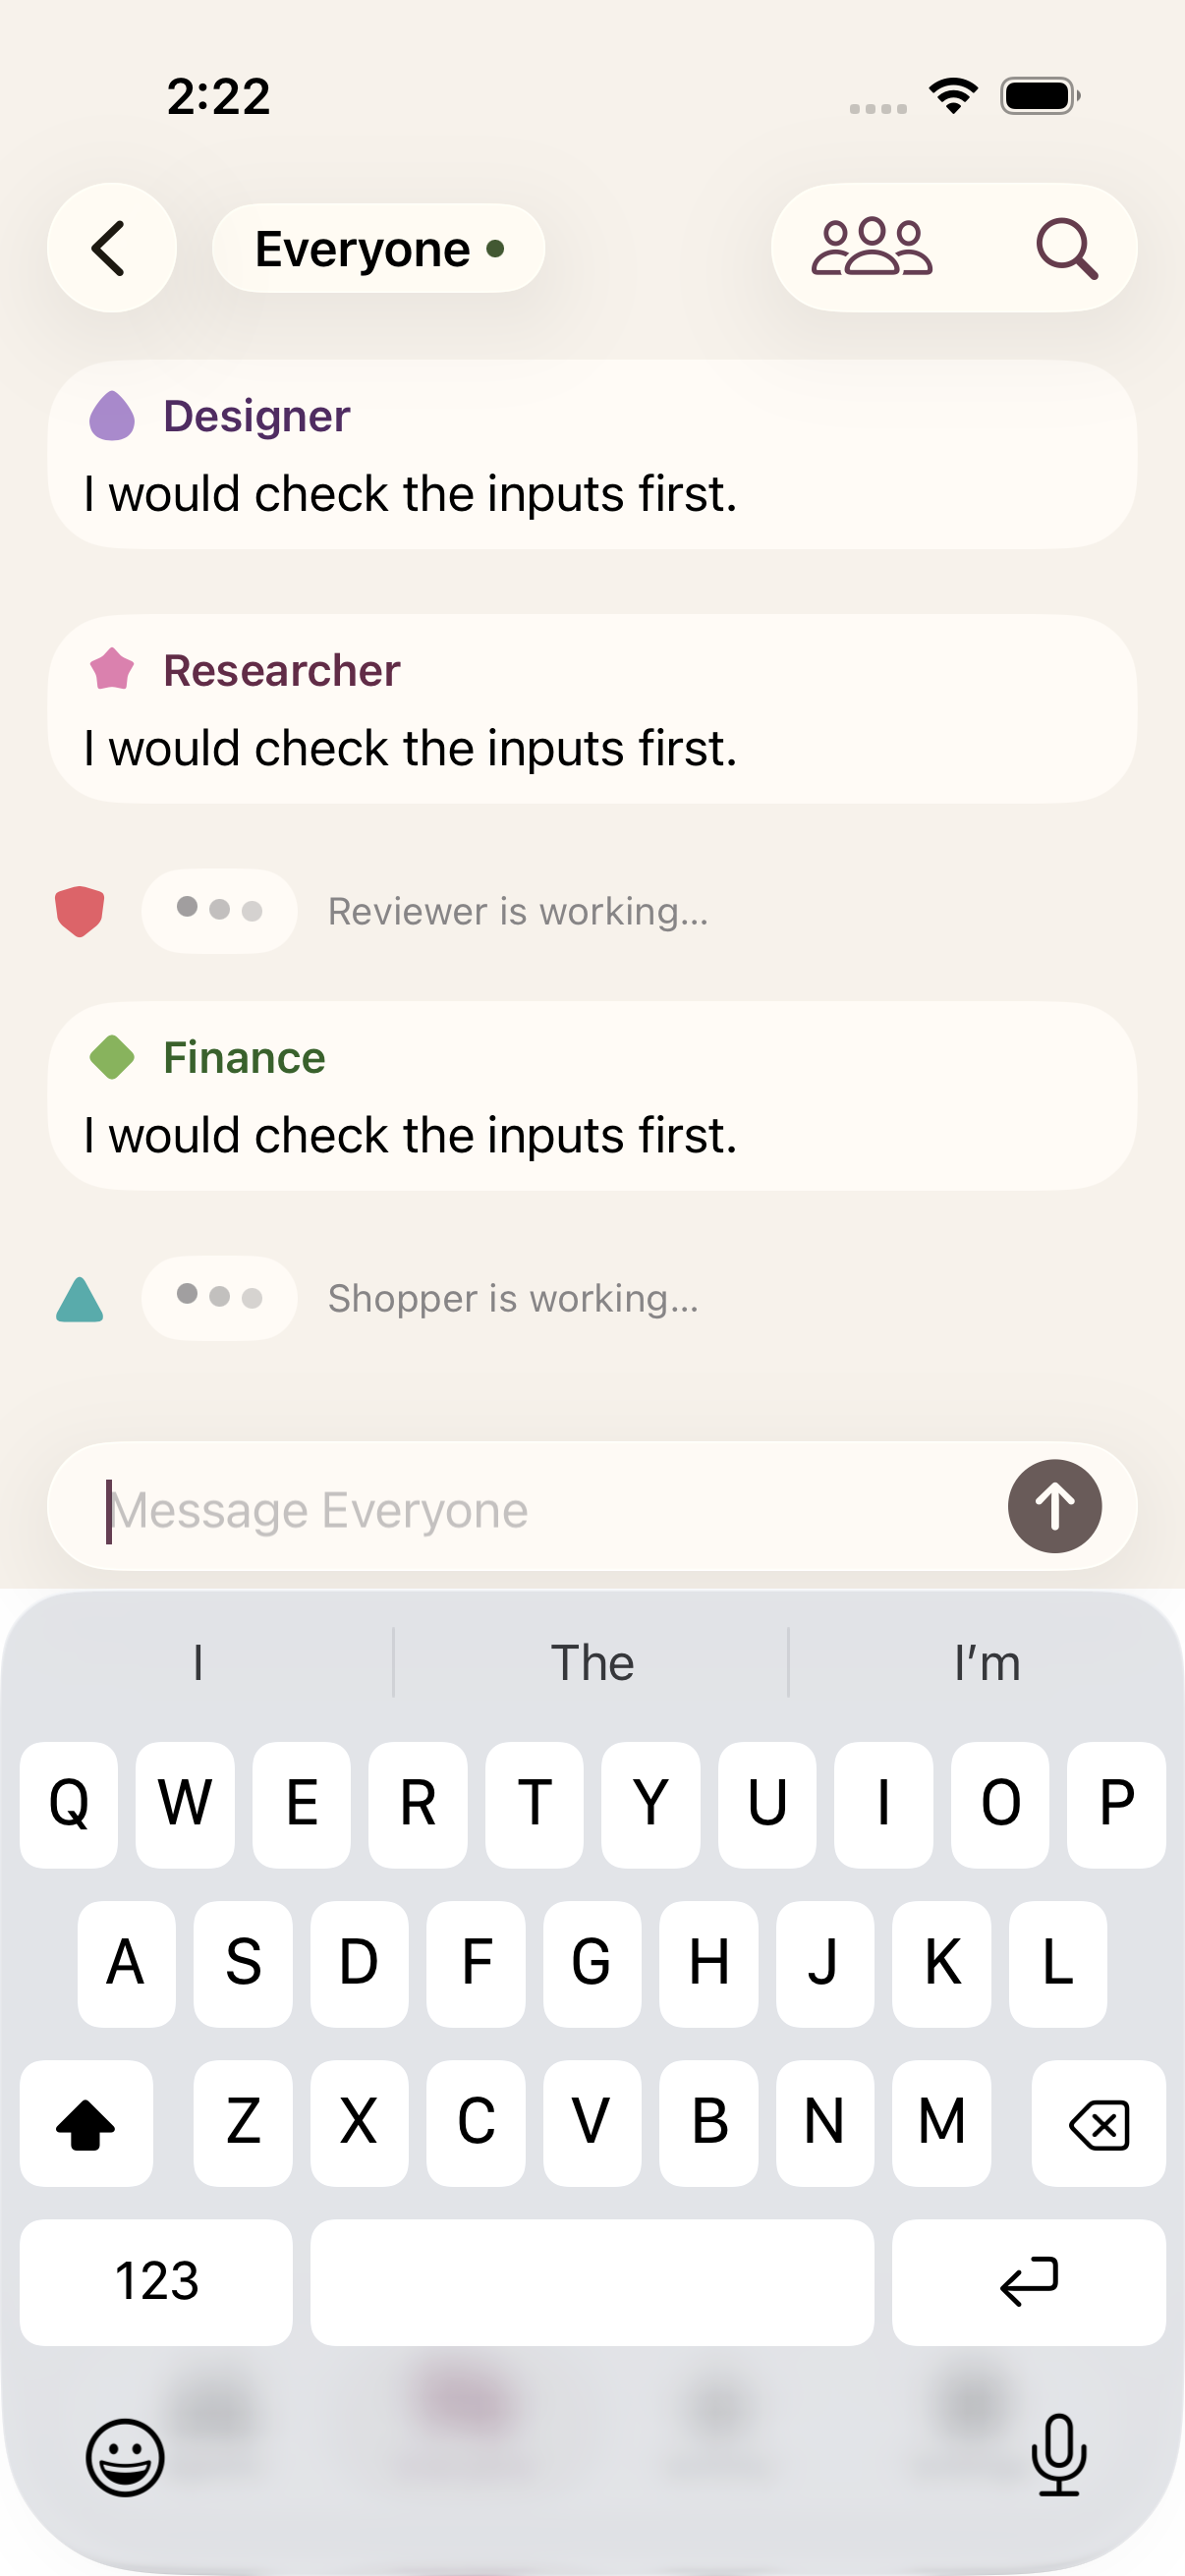 2:22
Everyone
Designer
I would check the inputs first.
Researcher
I would check the inputs first.
Reviewer is working...
Finance
I would check the inputs first.
Shopper is working...
Message Everyone
I The I'm
Q W E R T Y U I O P
A S D F G H J K L
Z X C V B N M
123